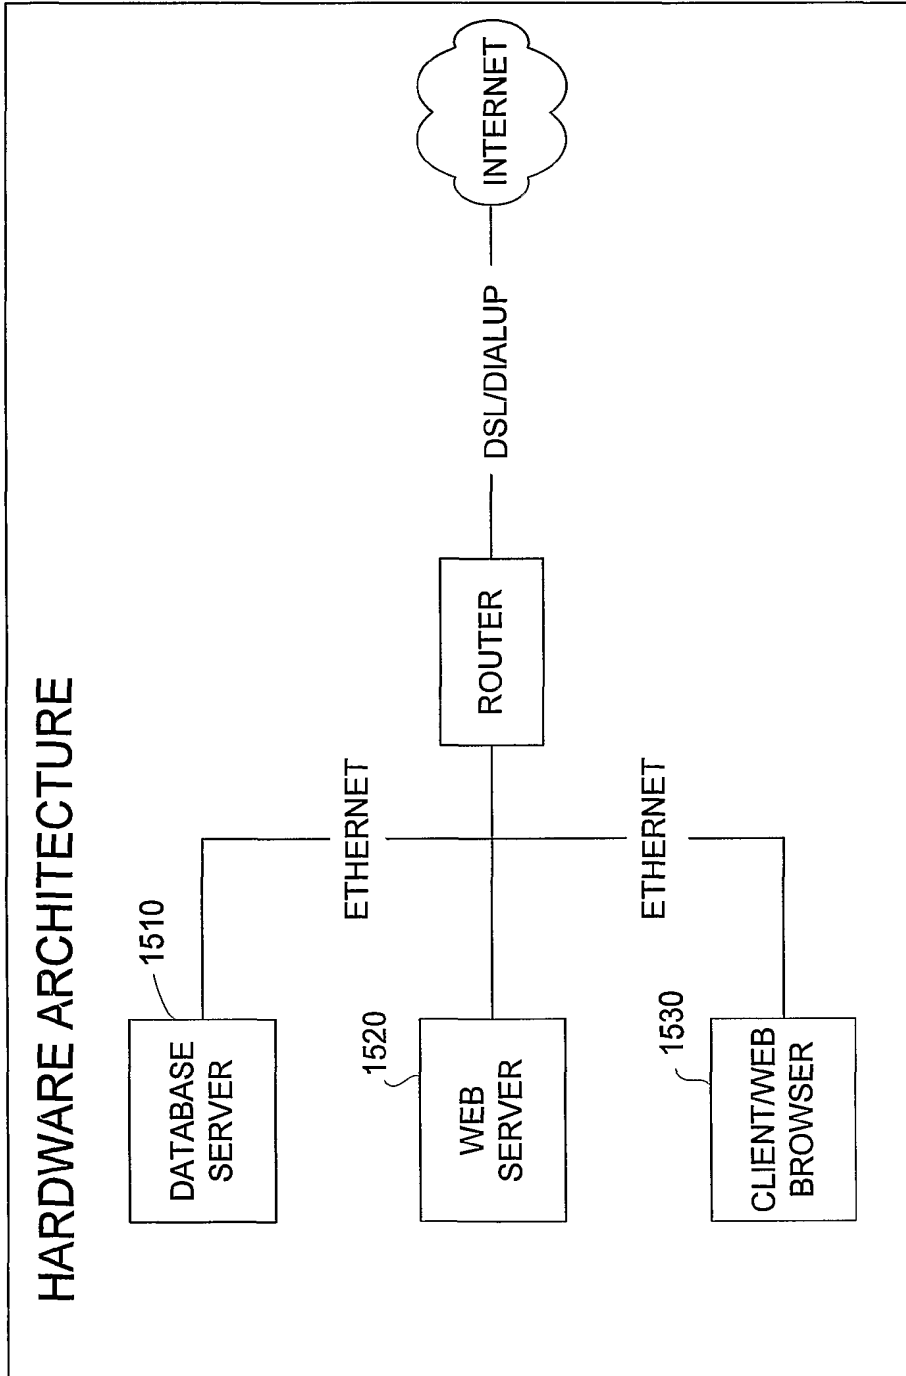 HARDWARE ARCHITECTURE
1510
DATABASE
SERVER
ETHERNET
1520
WEB
SERVER
ROUTER
DSL/DIALUP
INTERNET
ETHERNET
1530
CLIENT/WEB
BROWSER